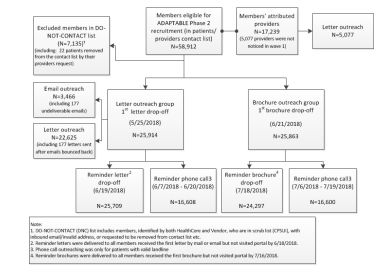 Members eligible for
ADAPTABLE Phase 2
recruitment (in patients/
providers contact list)
N=58,912
Members' attributed
providers
N=17,239
(5,077 providers were not
noticed in wave 1)
Letter outreach
N=5,077
Excluded members in DO-
NOT-CONTACT list
(N=7,135)¹
(including: 22 patients removed
from the contact list by their
providers request)
Email outreach
N=3,466
(including 177
undeliverable emails)
Letter outreach
N=22,625
(including 177 letters sent
after emails bounced back)
Letter outreach group
1st letter drop-off
(5/25/2018)
N=25,914
Brochure outreach group
1st brochure drop-off
(6/21/2018)
N=25,863
Reminder letter²
drop-off
(6/19/2018)
N=25,709
Reminder phone call3
(6/7/2018 - 6/20/2018)
N=16,608
Reminder brochure⁴
drop-off
(7/18/2018)
N=24,297
Reminder phone call3
(7/6/2018 - 7/19/2018)
N=16,600
Note:
1. DO-NOT-CONTACT (DNC) list includes members, identified by both HealthCore and Vendor, who are in scrub list (CPSUI), with
inbound email/invalid address, or requested to be removed from contact list etc.
2. Reminder letters were delivered to all members received the first letter by mail or email but not visited portal by 6/18/2018.
3. Phone call outreaching was only for patients with valid landline
4. Reminder brochures were delivered to all members received the first brochure but not visited portal by 7/16/2018.